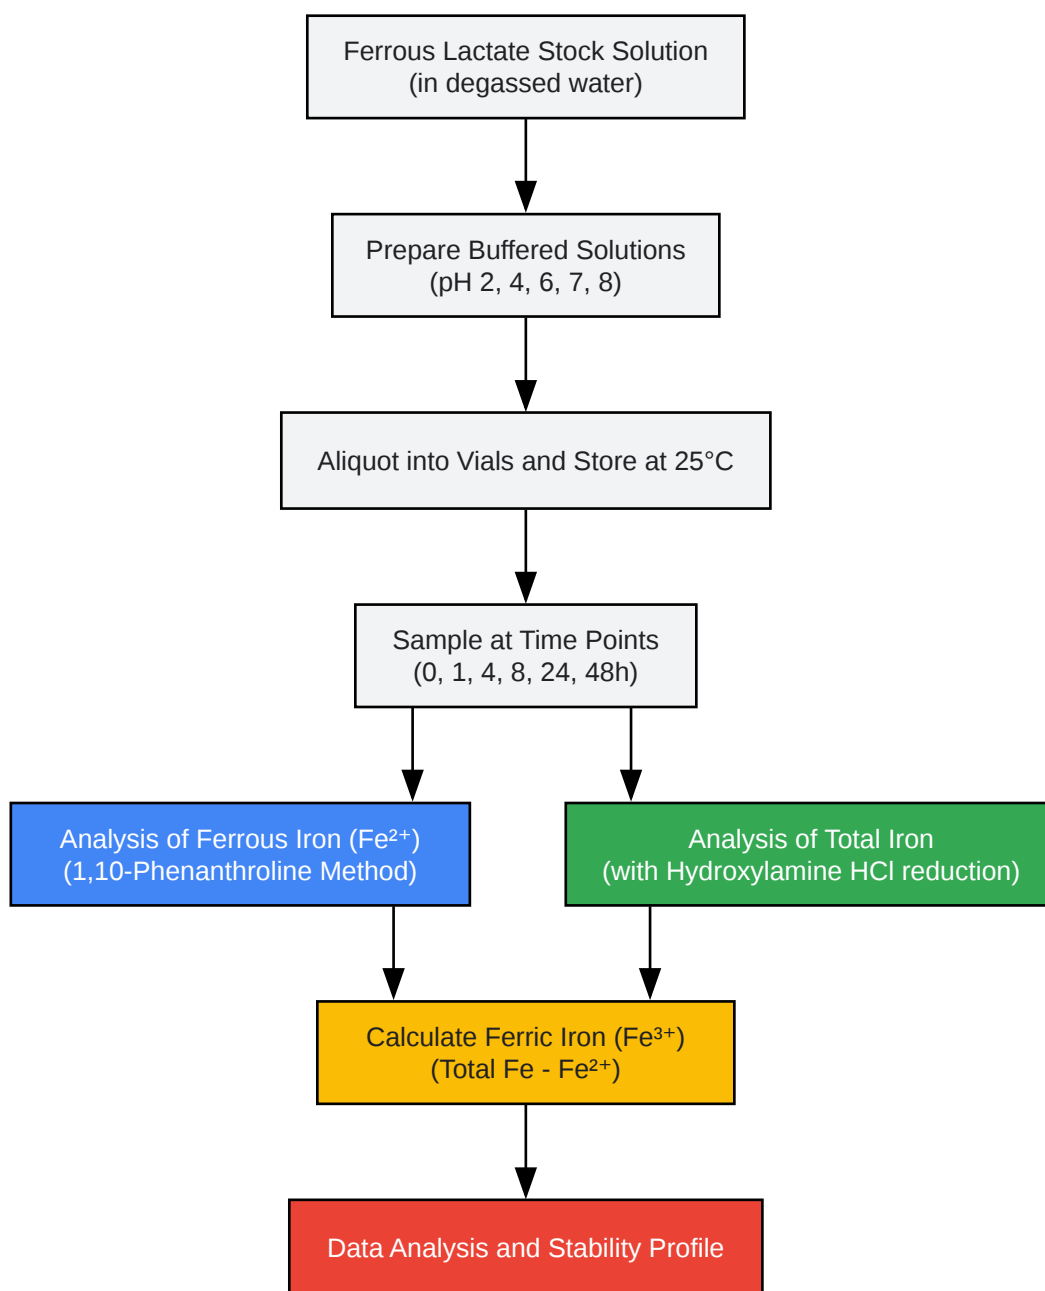 Ferrous Lactate Stock Solution
(in degassed water)
Prepare Buffered Solutions
(pH 2, 4, 6, 7, 8)
Aliquot into Vials and Store at 25°C
Sample at Time Points
(0, 1, 4, 8, 24, 48h)
Analysis of Ferrous Iron (Fe²⁺)
(1,10-Phenanthroline Method)
Analysis of Total Iron
(with Hydroxylamine HCl reduction)
Calculate Ferric Iron (Fe³⁺)
(Total Fe - Fe²⁺)
Data Analysis and Stability Profile